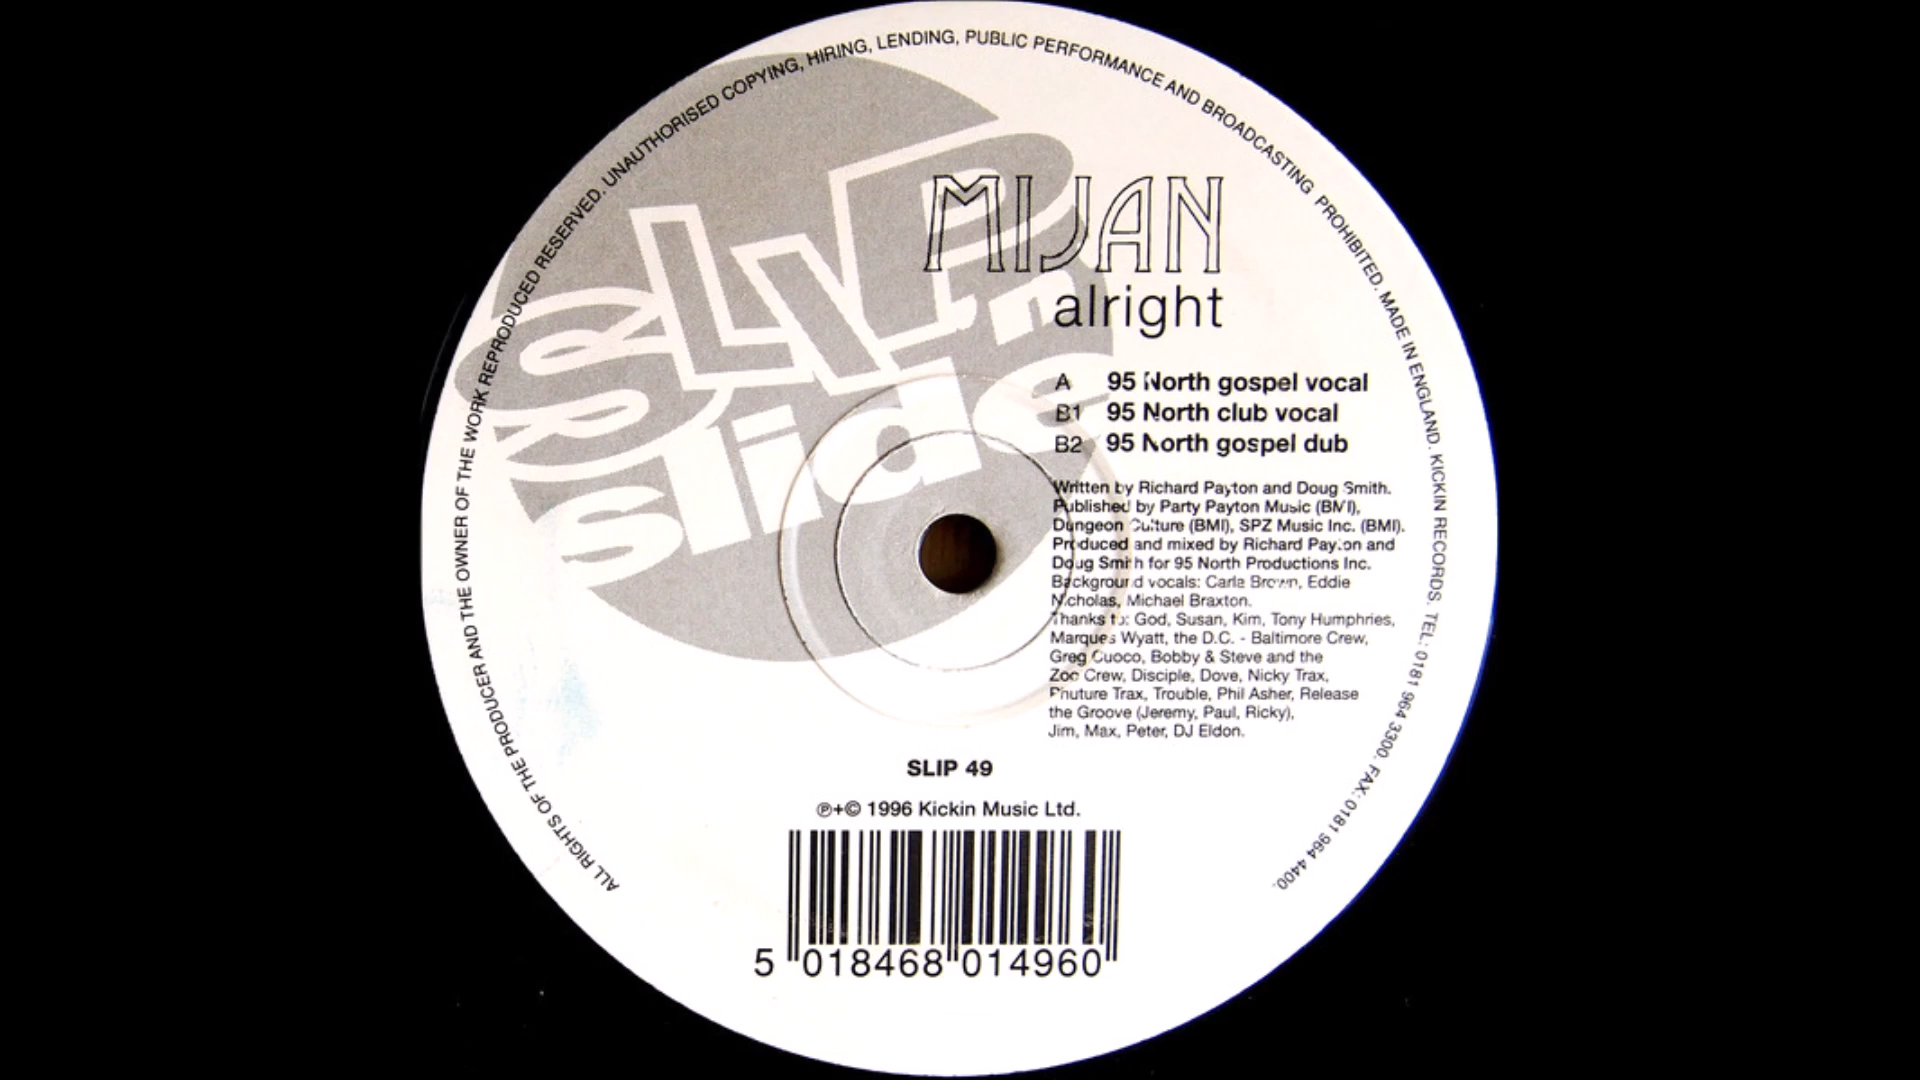 ALL RIGHTS OF THE PRODUCER AND THE OWNER OF THE WORK REPRODUCED RESERVED. UNAUTHORISED COPYING, HIRING, LENDING, PUBLIC PERFORMANCE AND BROADCASTING PROHIBITED. MADE IN ENGLAND. KICKIN RECORDS. TEL: 0181 964 3300. FAX: 0181 964 4400.
SLIP
'n
slide
MIJAN
alright
A 95 North gospel vocal
B1 95 North club vocal
B2 95 North gospel dub
Written by Richard Payton and Doug Smith.
Published by Party Payton Music (BMI),
Dungeon Culture (BMI), SPZ Music Inc. (BMI).
Produced and mixed by Richard Payton and
Doug Smith for 95 North Productions Inc.
Background vocals: Carla Brown, Eddie
Nicholas, Michael Braxton.
Thanks to: God, Susan, Kim, Tony Humphries,
Marques Wyatt, the D.C. - Baltimore Crew,
Greg Cuoco, Bobby & Steve and the
Zoo Crew, Disciple, Dove, Nicky Trax,
Phuture Trax, Trouble, Phil Asher, Release
the Groove (Jeremy, Paul, Ricky),
Jim, Max, Peter, DJ Eldon.
SLIP 49
℗+© 1996 Kickin Music Ltd.
5 018468 014960